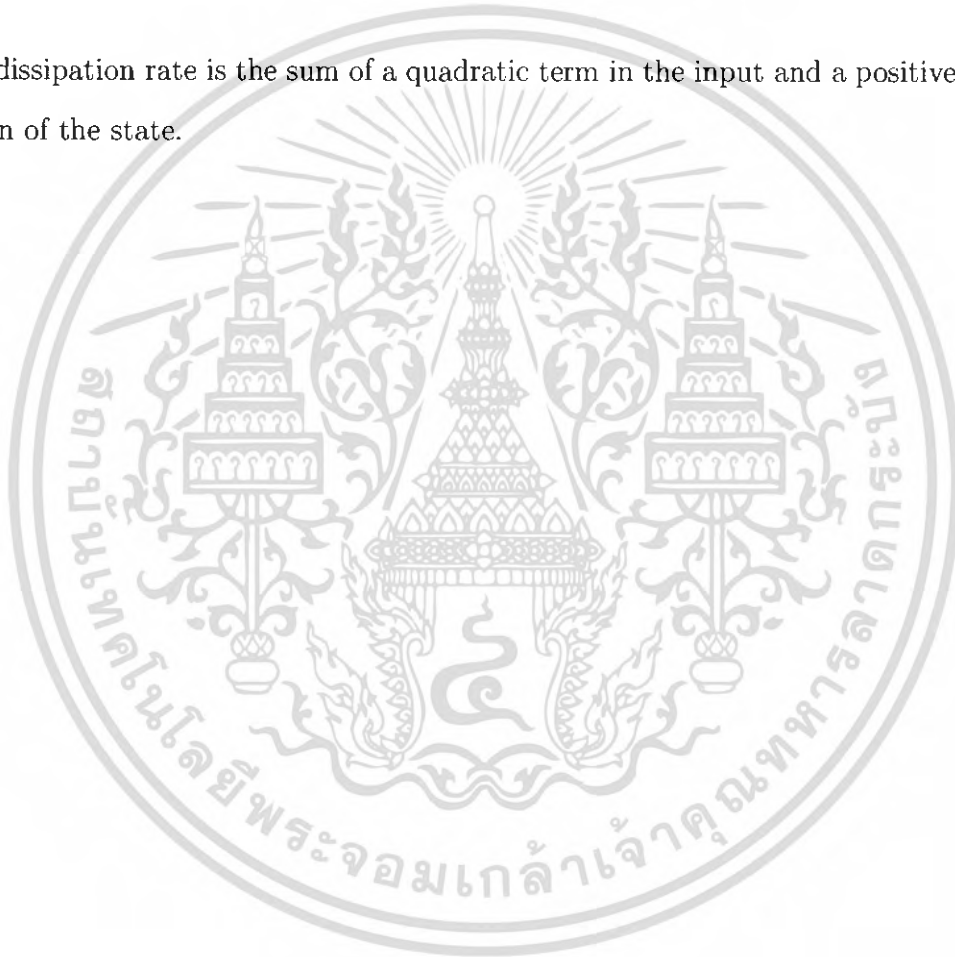 dissipation rate is the sum of a quadratic term in the input and a positive
n of the state.
สถาบันเทคโนโลยีพระจอมเกล้าเจ้าคุณทหารลาดกระบัง